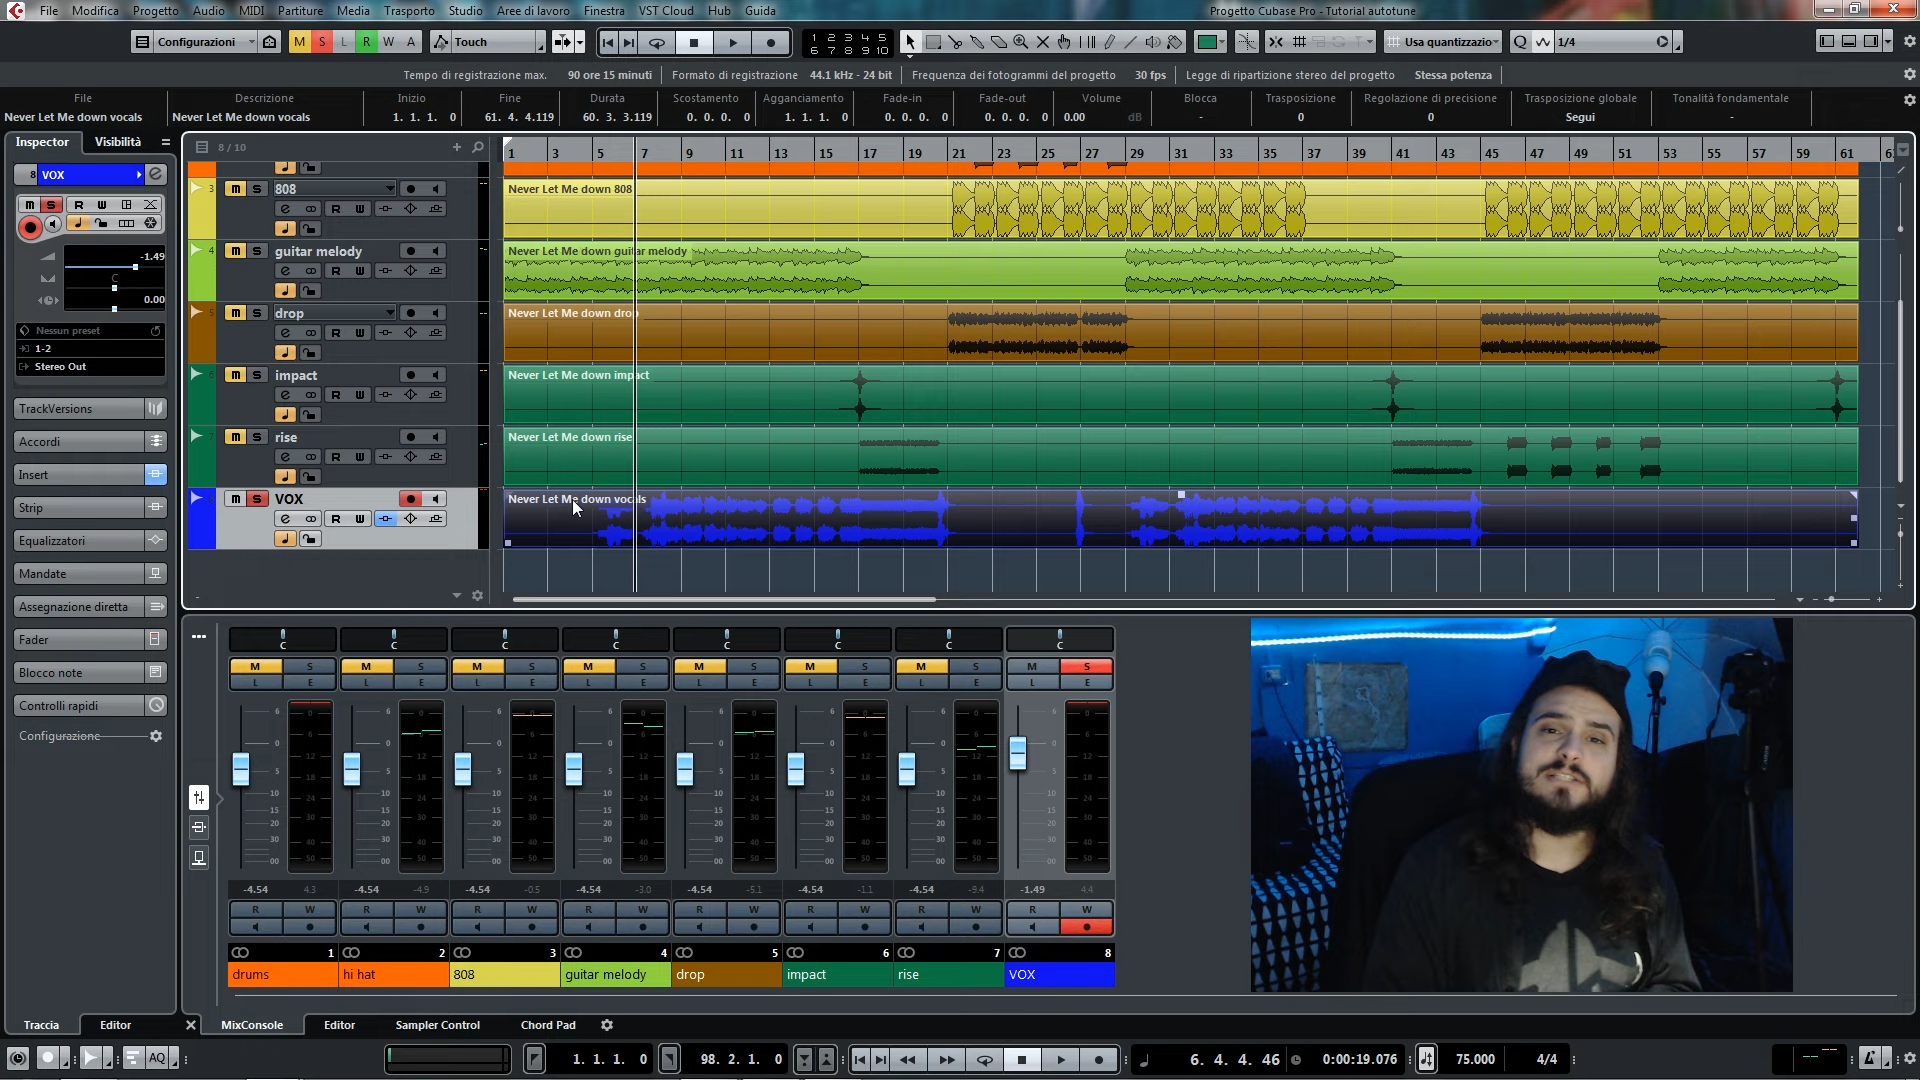 File Modifica Progetto Audio MIDI Partiture Media Trasporto Studio Aree di lavoro Finestra VST Cloud Hub Guida Progetto Cubase Pro - Tutorial autotune
Configurazioni M S L R W A Touch 1 2 3 4 5 6 7 8 9 10 Usa quantizzazio Q 1/4
Tempo di registrazione max. 90 ore 15 minuti Formato di registrazione 44.1 kHz - 24 bit Frequenza dei fotogrammi del progetto 30 fps Legge di ripartizione stereo del progetto Stessa potenza
File Descrizione Inizio Fine Durata Scostamento Agganciamento Fade-in Fade-out Volume Blocca Trasposizione Regolazione di precisione Trasposizione globale Tonalità fondamentale
Never Let Me down vocals Never Let Me down vocals 1. 1. 1. 0 61. 4. 4.119 60. 3. 3.119 0. 0. 0. 0 1. 1. 1. 0 0. 0. 0. 0 0. 0. 0. 0 0.00 dB - 0 0 Segui -
Inspector Visibilità 8 / 10 1 3 5 7 9 11 13 15 17 19 21 23 25 27 29 31 33 35 37 39 41 43 45 47 49 51 53 55 57 59 61
8 VOX
M S R W
-1.49
C
0.00
Nessun preset
1-2
Stereo Out
TrackVersions
Accordi
Insert
Strip
Equalizzatori
Mandate
Assegnazione diretta
Fader
Blocco note
Controlli rapidi
Configurazione
3 m S 808 Never Let Me down 808
R W
4 m S guitar melody Never Let Me down guitar melody
R W
5 m S drop Never Let Me down drop
R W
6 m S impact Never Let Me down impact
R W
7 m S rise Never Let Me down rise
R W
m S VOX Never Let Me down vocals
R W
C C C C C C C C
M S M S M S M S M S M S M S M S
L E L E L E L E L E L E L E L E
-4.54 4.3 -4.54 -4.9 -4.54 -0.5 -4.54 -3.0 -4.54 -5.1 -4.54 -1.1 -4.54 -9.4 -1.49 4.4
R W R W R W R W R W R W R W R W
1 2 3 4 5 6 7 8
drums hi hat 808 guitar melody drop impact rise VOX
Traccia Editor MixConsole Editor Sampler Control Chord Pad
AQ 1. 1. 1. 0 98. 2. 1. 0 6. 4. 4. 46 0:00:19.076 75.000 4/4